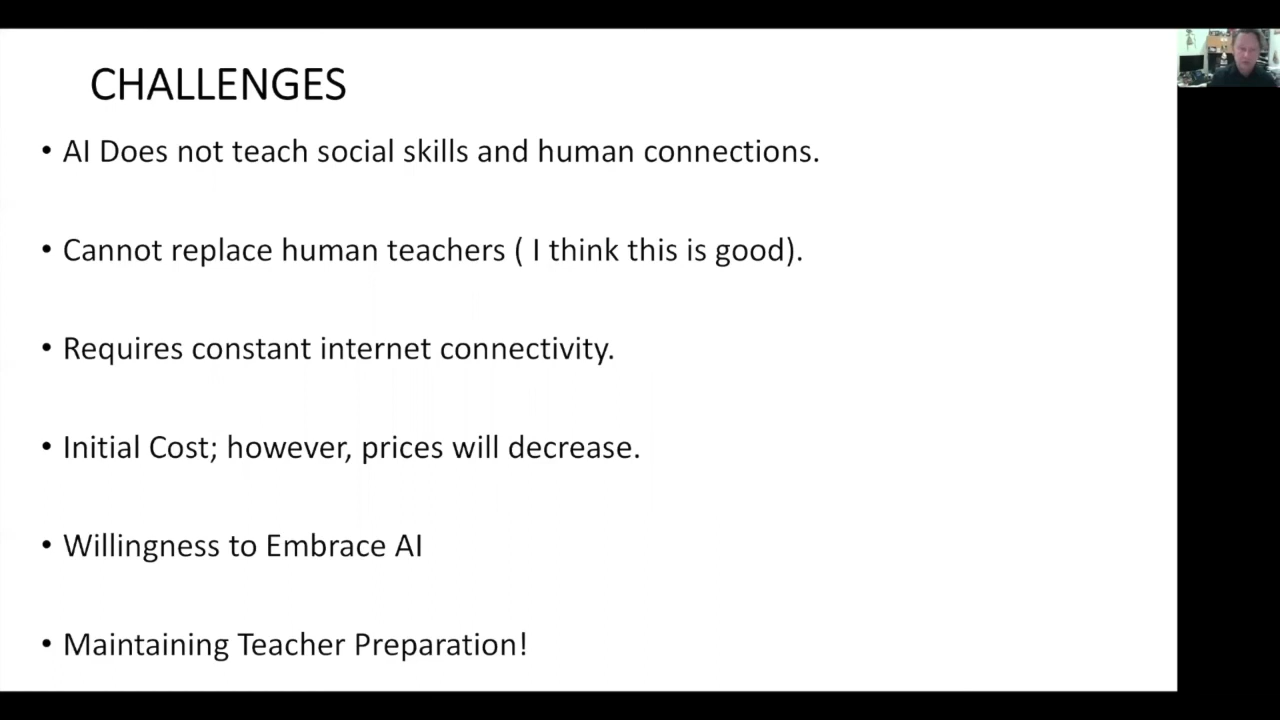 CHALLENGES
• AI Does not teach social skills and human connections.
• Cannot replace human teachers ( I think this is good).
• Requires constant internet connectivity.
• Initial Cost; however, prices will decrease.
• Willingness to Embrace AI
• Maintaining Teacher Preparation!